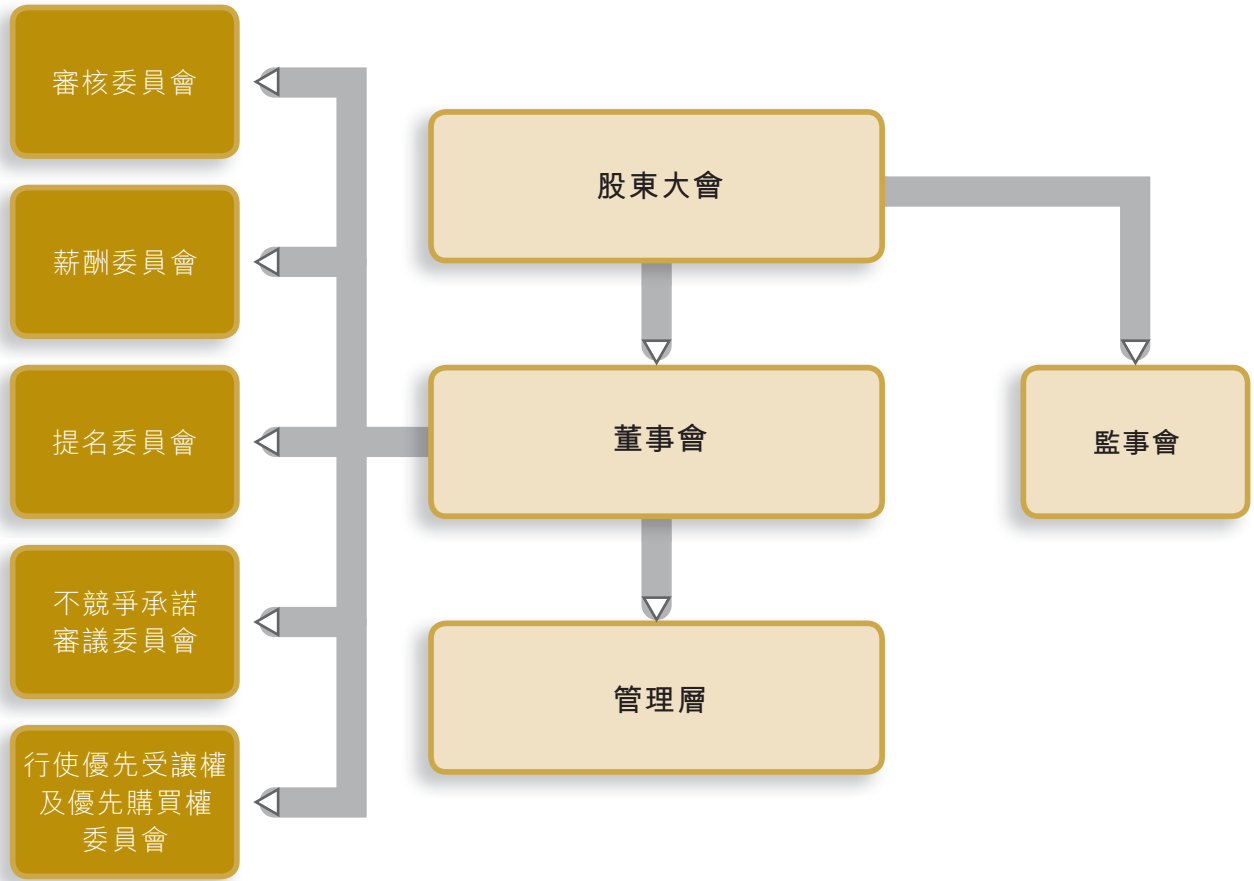 審核委員會
薪酬委員會
提名委員會
不競爭承諾
審議委員會
行使優先受讓權
及優先購買權
委員會
股東大會
董事會
管理層
監事會